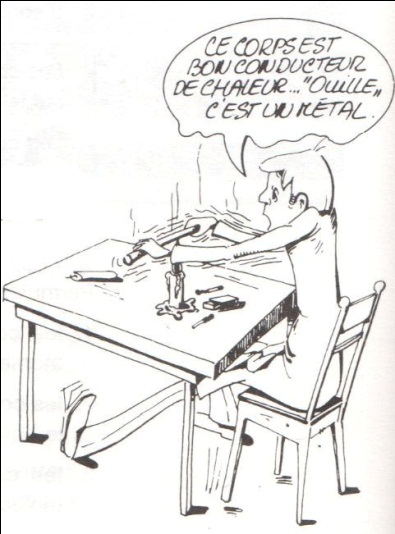 CE CORPS EST
BON CONDUCTEUR
DE CHALEUR... "OUILLE„
C'EST UN MÉTAL.